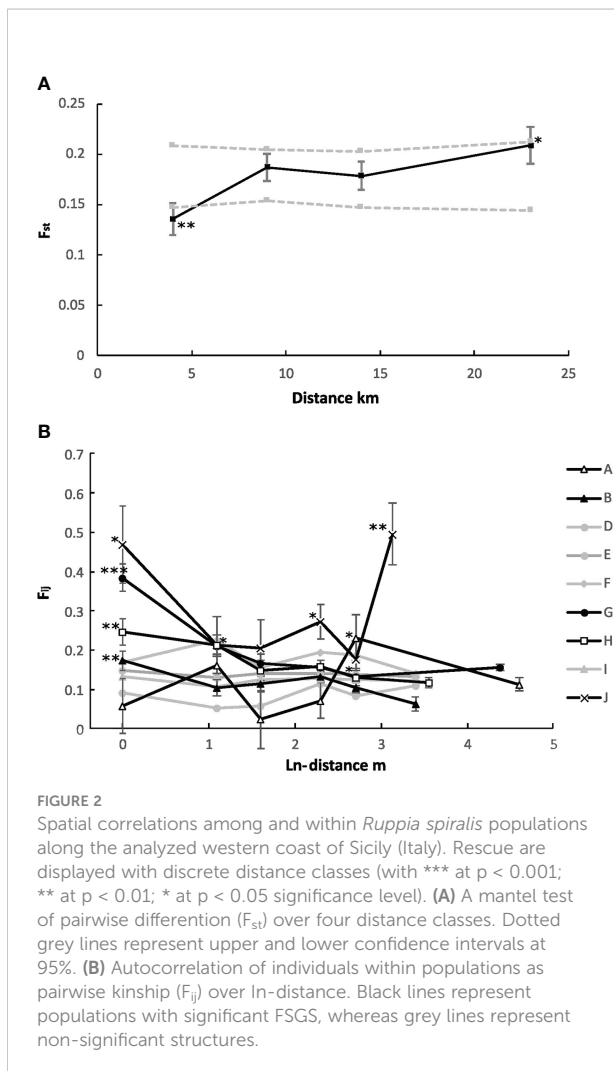 A
0.25
0.2
0.15
0.1
0.05
0
Fst
*
**
0 5 10 15 20 25
Distance km
B
0.7
0.6
0.5
0.4
0.3
0.2
0.1
0
Fij
*
***
**
**
*
*
*
*
**
0 1 2 3 4 5
Ln-distance m
A
B
D
E
F
G
H
I
J
FIGURE 2
Spatial correlations among and within Ruppia spiralis populations
along the analyzed western coast of Sicily (Italy). Rescue are
displayed with discrete distance classes (with *** at p < 0.001;
** at p < 0.01; * at p < 0.05 significance level). (A) A mantel test
of pairwise differention (Fst) over four distance classes. Dotted
grey lines represent upper and lower confidence intervals at
95%. (B) Autocorrelation of individuals within populations as
pairwise kinship (Fij) over ln-distance. Black lines represent
populations with significant FSGS, whereas grey lines represent
non-significant structures.